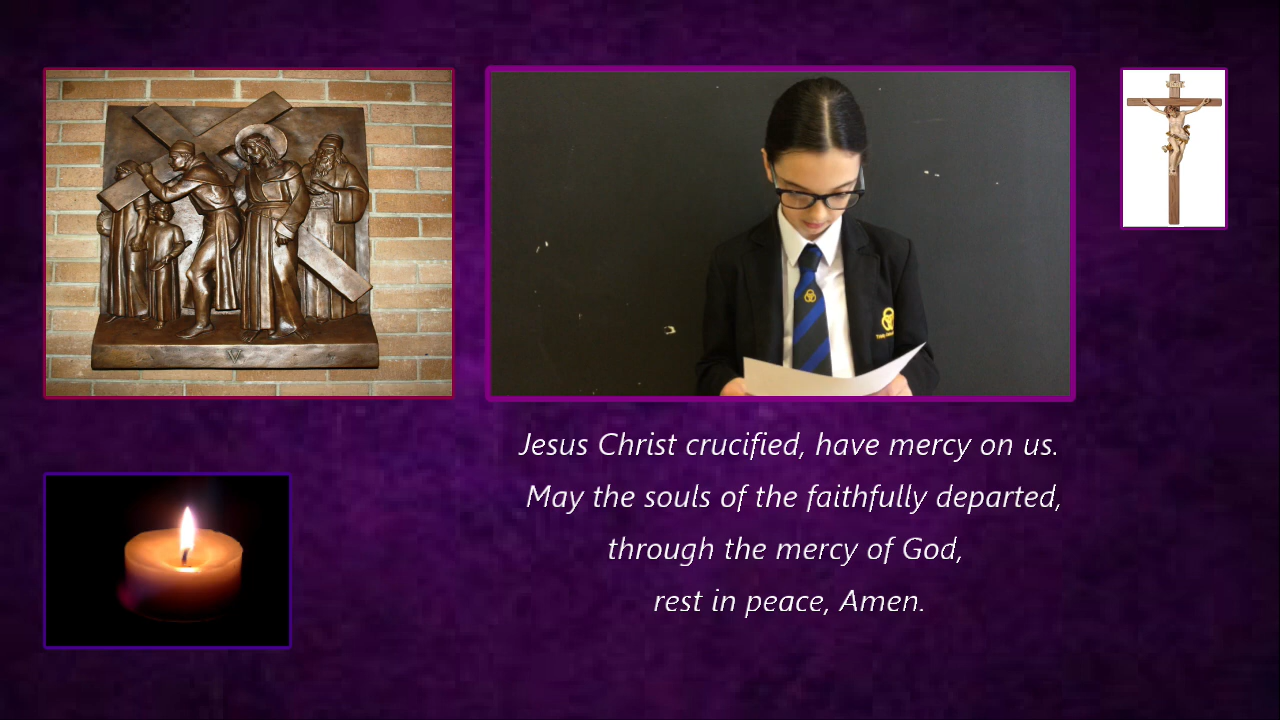 V
Jesus Christ crucified, have mercy on us.
May the souls of the faithfully departed,
through the mercy of God,
rest in peace, Amen.